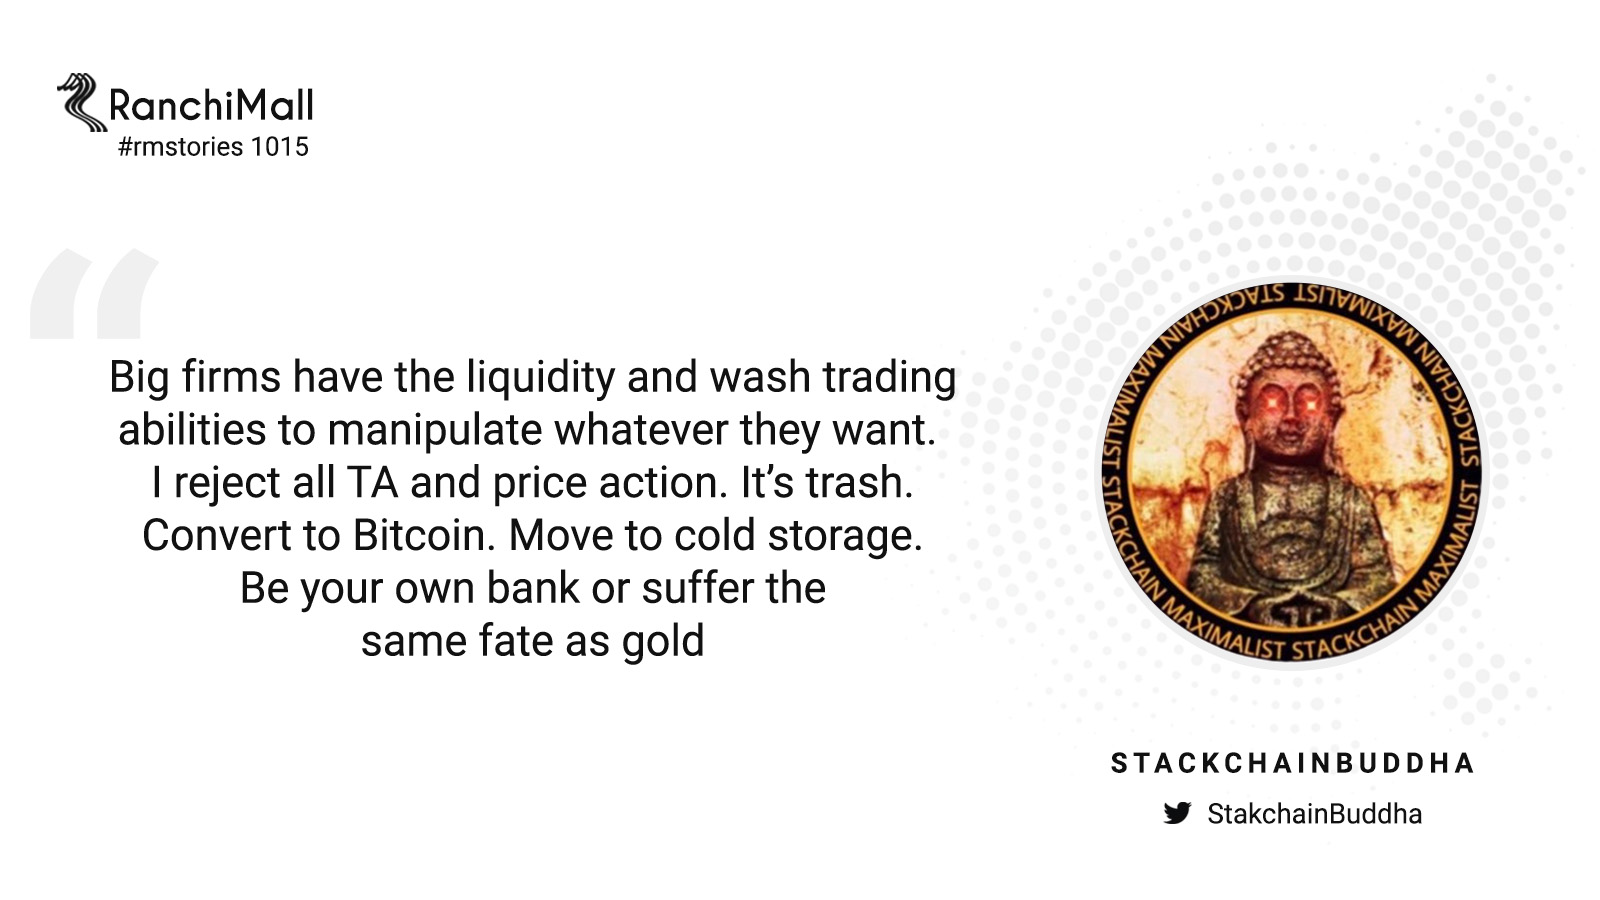 RanchiMall
#rmstories 1015
“
Big firms have the liquidity and wash trading
abilities to manipulate whatever they want.
I reject all TA and price action. It’s trash.
Convert to Bitcoin. Move to cold storage.
Be your own bank or suffer the
same fate as gold
STACKCHAIN MAXIMALIST STACKCHAIN MAXIMALIST STACKCHAIN MAXIMALIST STACKCHAIN MAXIMALIST
STACKCHAINBUDDHA
StakchainBuddha